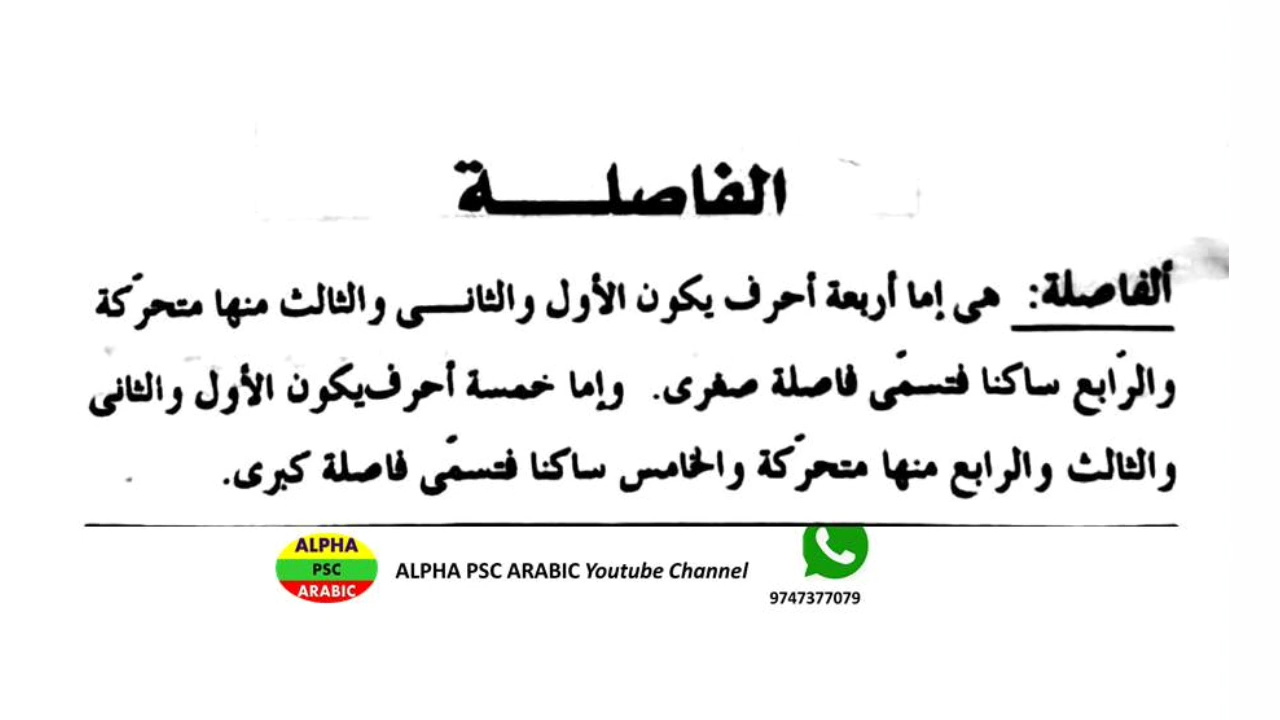 الفاصلة
ألفاصلة: هى إما أربعة أحرف يكون الأول والثانى والثالث منها متحرّكة
والرّابع ساكنا فتسمّى فاصلة صغرى. وإما خمسة أحرف يكون الأول والثانى
والثالث والرابع منها متحرّكة والخامس ساكنا فتسمّى فاصلة كبرى.
ALPHA
PSC
ARABIC
ALPHA PSC ARABIC Youtube Channel
9747377079